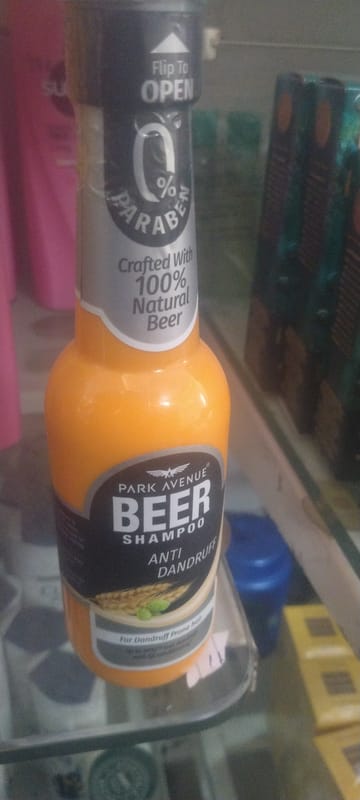 Flip To
OPEN
0%
PARABEN
Crafted With
100%
Natural
Beer
PARK AVENUE
BEER
SHAMPOO
ANTI
DANDRUFF
For Dandruff Prone Hair
SU